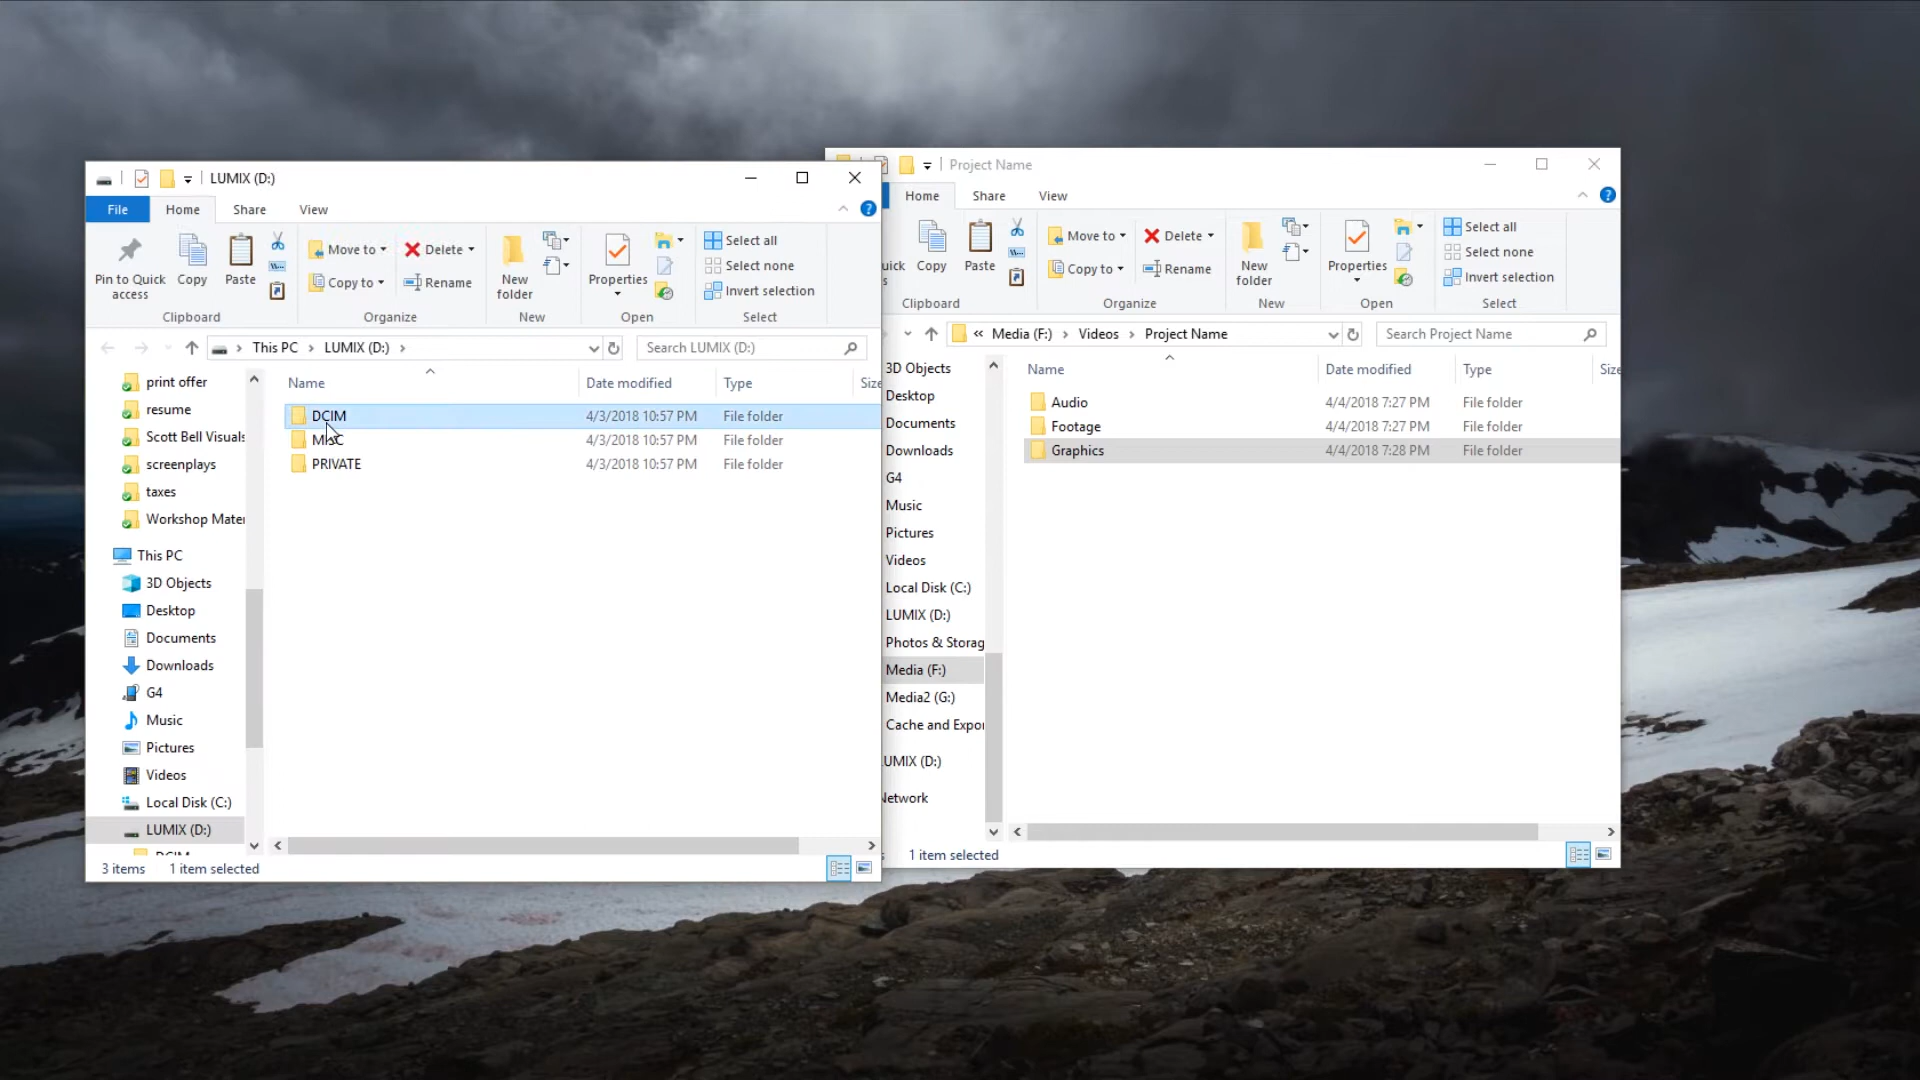 LUMIX (D:)
File
Home
Share
View
Pin to Quick
access
Copy
Paste
Clipboard
Move to
Copy to
Delete
Rename
Organize
New
folder
New
Properties
Open
Select all
Select none
Invert selection
Select
This PC
LUMIX (D:)
Search LUMIX (D:)
print offer
resume
Scott Bell Visuals
screenplays
taxes
Workshop Mater
This PC
3D Objects
Desktop
Documents
Downloads
G4
Music
Pictures
Videos
Local Disk (C:)
LUMIX (D:)
DCIM
Name Date modified Type Size
DCIM 4/3/2018 10:57 PM File folder
MISC 4/3/2018 10:57 PM File folder
PRIVATE 4/3/2018 10:57 PM File folder
3 items 1 item selected
Project Name
Home
Share
View
uick
s
Copy
Paste
Clipboard
Move to
Copy to
Delete
Rename
Organize
New
folder
New
Properties
Open
Select all
Select none
Invert selection
Select
« Media (F:)
Videos
Project Name
Search Project Name
3D Objects
Desktop
Documents
Downloads
G4
Music
Pictures
Videos
Local Disk (C:)
LUMIX (D:)
Photos & Storag
Media (F:)
Media2 (G:)
Cache and Expor
UMIX (D:)
Network
Name Date modified Type Size
Audio 4/4/2018 7:27 PM File folder
Footage 4/4/2018 7:27 PM File folder
Graphics 4/4/2018 7:28 PM File folder
s 1 item selected